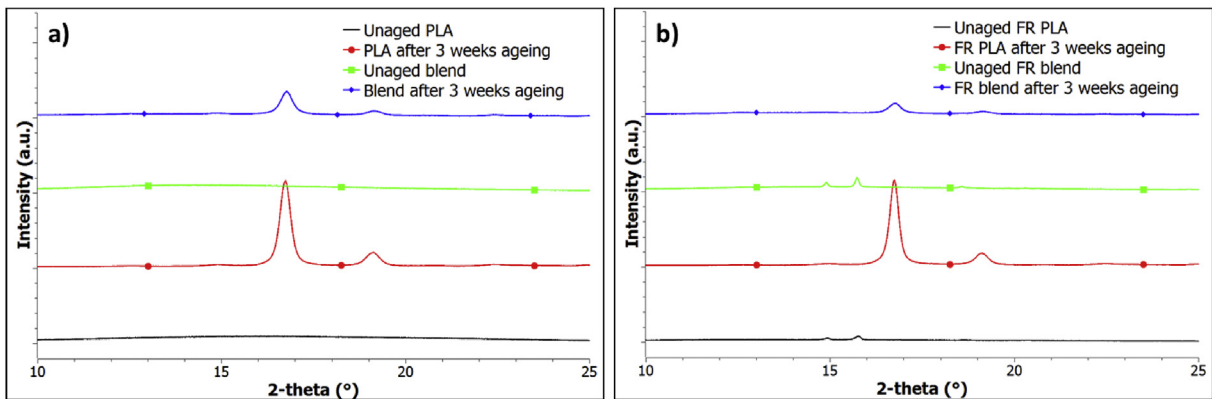 a)
Unaged PLA
PLA after 3 weeks ageing
Unaged blend
Blend after 3 weeks ageing
Intensity (a.u.)
10
15
20
25
2-theta (°)
b)
Unaged FR PLA
FR PLA after 3 weeks ageing
Unaged FR blend
FR blend after 3 weeks ageing
Intensity (a.u.)
10
15
20
25
2-theta (°)